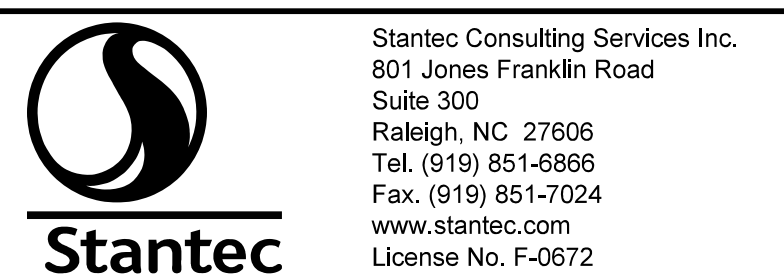 Stantec
Stantec Consulting Services Inc.
801 Jones Franklin Road
Suite 300
Raleigh, NC  27606
Tel. (919) 851-6866
Fax. (919) 851-7024
www.stantec.com
License No. F-0672